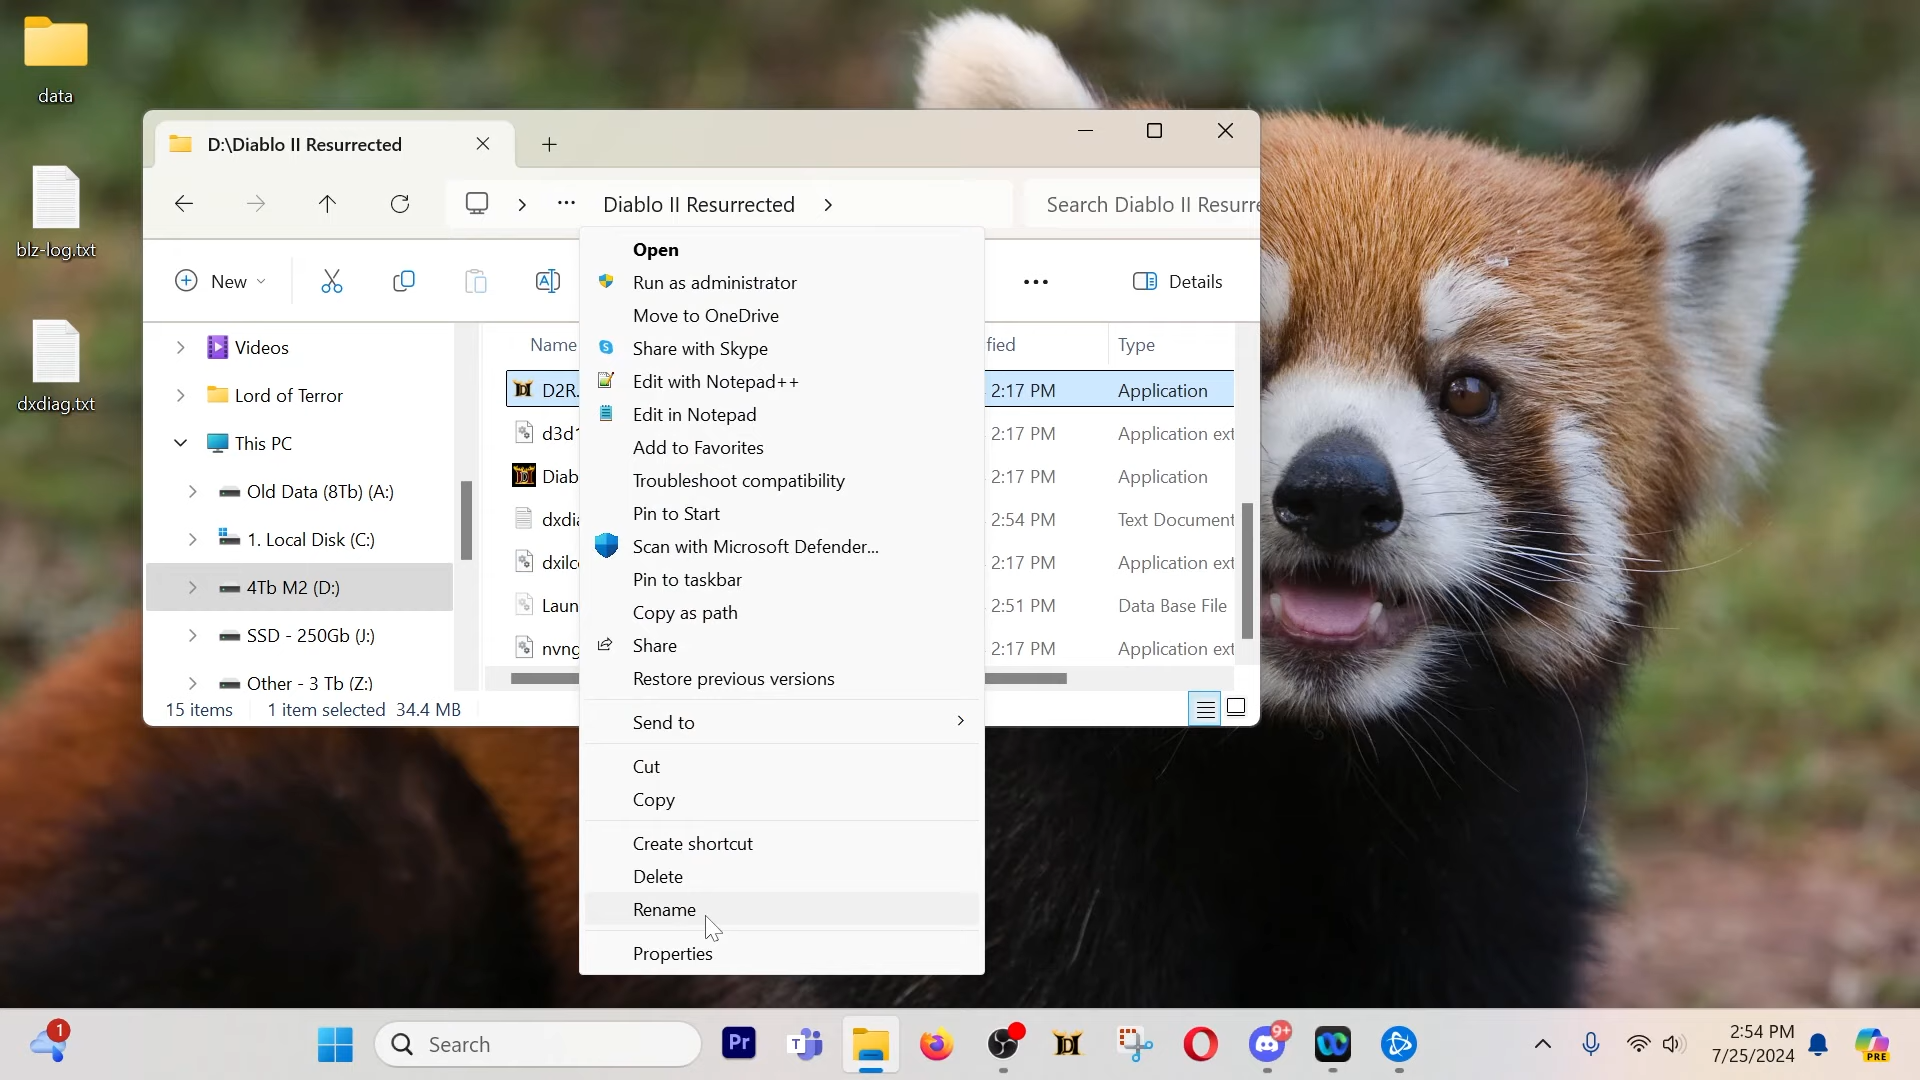 data
blz-log.txt
dxdiag.txt
D:\Diablo II Resurrected
Diablo II Resurrected
Search Diablo II Resurre
New
Details
Videos
Lord of Terror
This PC
Old Data (8Tb) (A:)
1. Local Disk (C:)
4Tb M2 (D:)
SSD - 250Gb (J:)
Other - 3 Tb (Z:)
15 items 1 item selected 34.4 MB
Name fied Type
D2R. 2:17 PM Application
d3d1 2:17 PM Application ext
Diab 2:17 PM Application
dxdia 2:54 PM Text Document
dxilco 2:17 PM Application ext
Laun 2:51 PM Data Base File
nvng 2:17 PM Application ext
Open
Run as administrator
Move to OneDrive
Share with Skype
Edit with Notepad++
Edit in Notepad
Add to Favorites
Troubleshoot compatibility
Pin to Start
Scan with Microsoft Defender...
Pin to taskbar
Copy as path
Share
Restore previous versions
Send to
Cut
Copy
Create shortcut
Delete
Rename
Properties
1
Search
Pr
T
9+
2:54 PM
7/25/2024
PRE